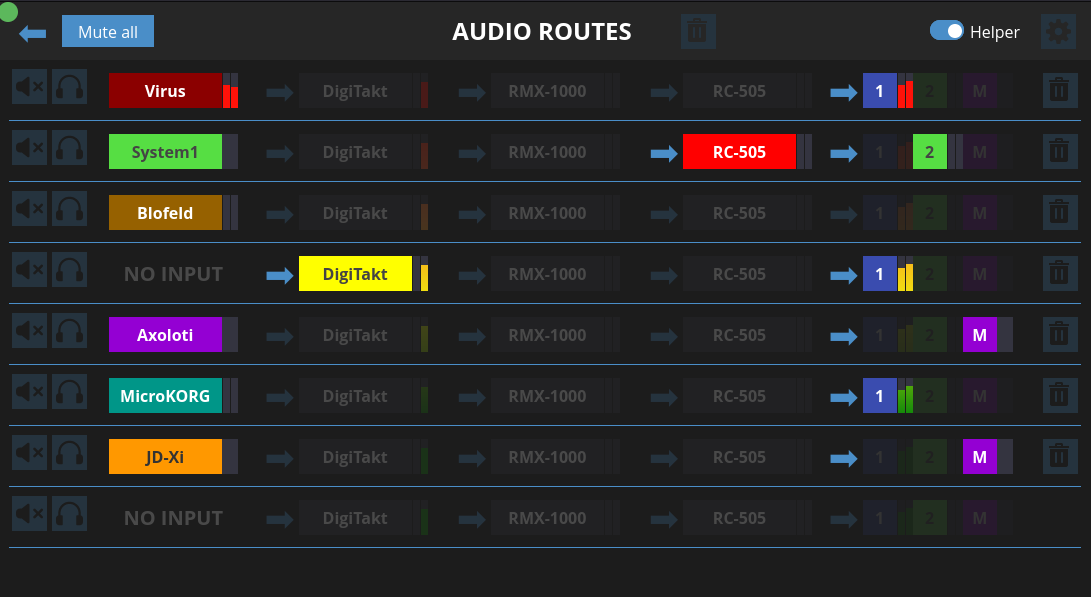 Mute all AUDIO ROUTES Helper
Virus DigiTakt RMX-1000 RC-505 1 2 M
System1 DigiTakt RMX-1000 RC-505 1 2 M
Blofeld DigiTakt RMX-1000 RC-505 1 2 M
NO INPUT DigiTakt RMX-1000 RC-505 1 2 M
Axoloti DigiTakt RMX-1000 RC-505 1 2 M
MicroKORG DigiTakt RMX-1000 RC-505 1 2 M
JD-Xi DigiTakt RMX-1000 RC-505 1 2 M
NO INPUT DigiTakt RMX-1000 RC-505 1 2 M